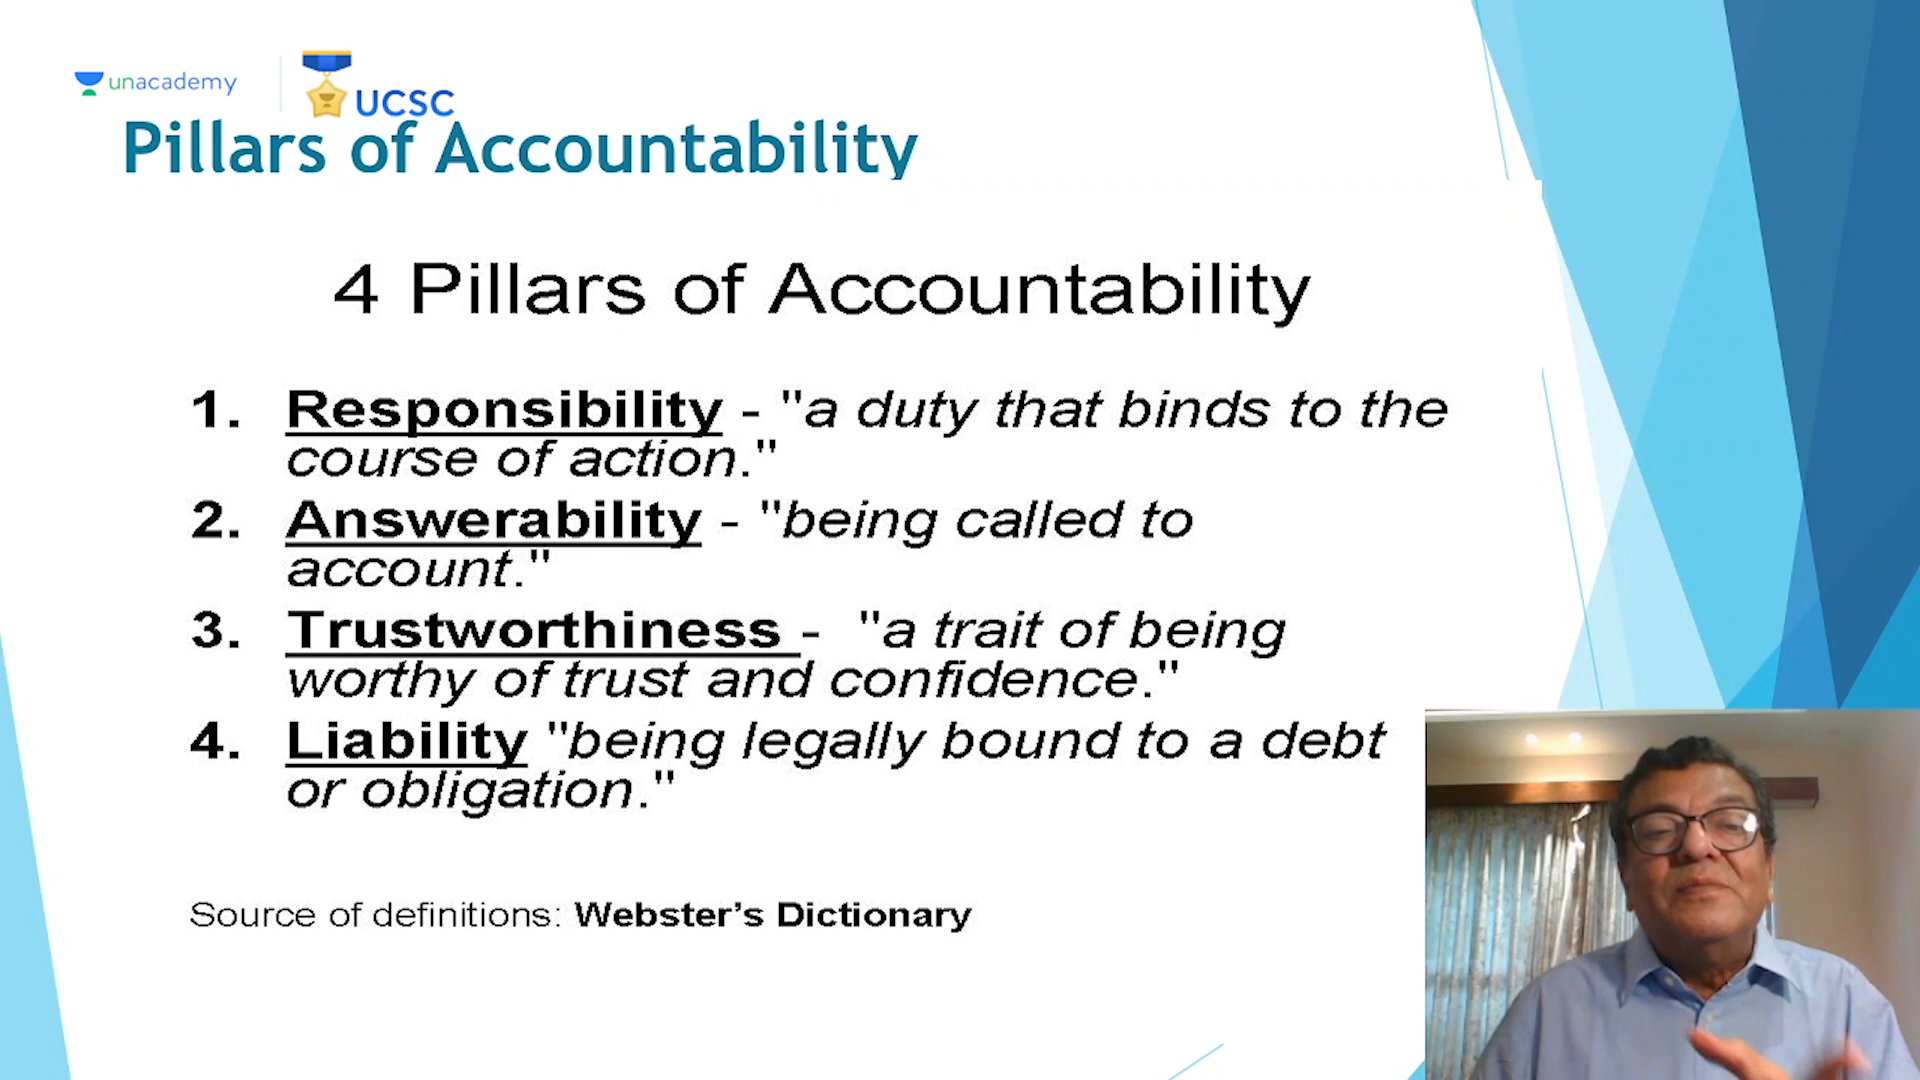 unacademy
UCSC
Pillars of Accountability
4 Pillars of Accountability
1. Responsibility - "a duty that binds to the
course of action."
2. Answerability - "being called to
account."
3. Trustworthiness - "a trait of being
worthy of trust and confidence."
4. Liability "being legally bound to a debt
or obligation."
Source of definitions: Webster’s Dictionary